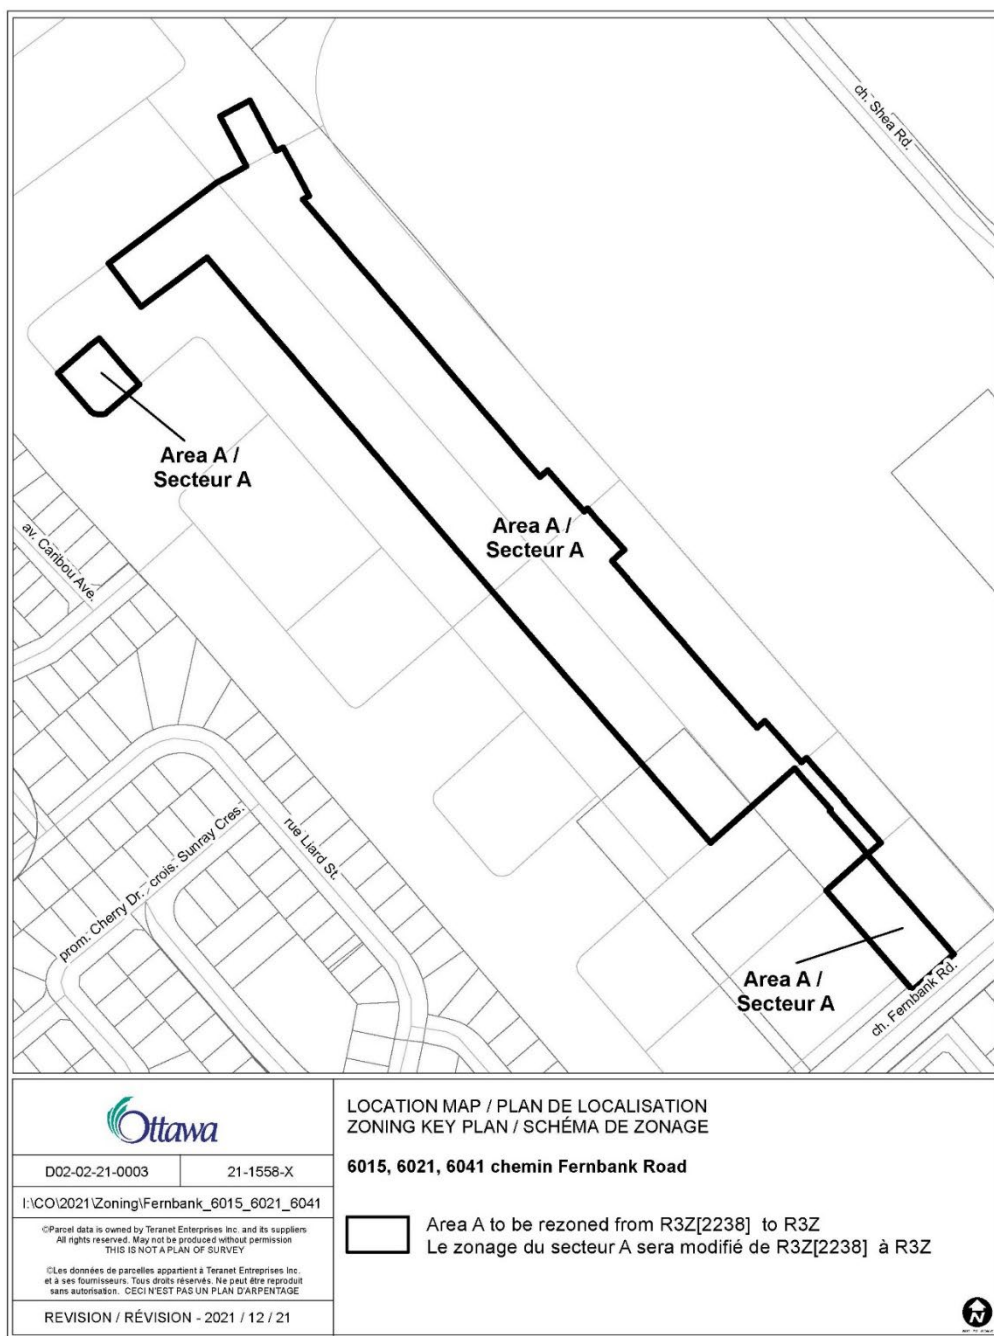 ch. Shea Rd.
Area A /
Secteur A
Area A /
Secteur A
av. Caribou Ave.
rue Liard St.
prom. Cherry Dr.
crois. Sunray Cres.
Area A /
Secteur A
ch. Fernbank Rd.
Ottawa
D02-02-21-0003
21-1558-X
I:\CO\2021\Zoning\Fernbank_6015_6021_6041
©Parcel data is owned by Teranet Enterprises Inc. and its suppliers
All rights reserved. May not be produced without permission
THIS IS NOT A PLAN OF SURVEY
©Les données de parcelles appartient à Teranet Entreprises Inc.
et à ses fournisseurs. Tous droits réservés. Ne peut être reproduit
sans autorisation. CECI N'EST PAS UN PLAN D'ARPENTAGE
REVISION / RÉVISION - 2021 / 12 / 21
LOCATION MAP / PLAN DE LOCALISATION
ZONING KEY PLAN / SCHÉMA DE ZONAGE
6015, 6021, 6041 chemin Fernbank Road
Area A to be rezoned from R3Z[2238] to R3Z
Le zonage du secteur A sera modifié de R3Z[2238] à R3Z
N